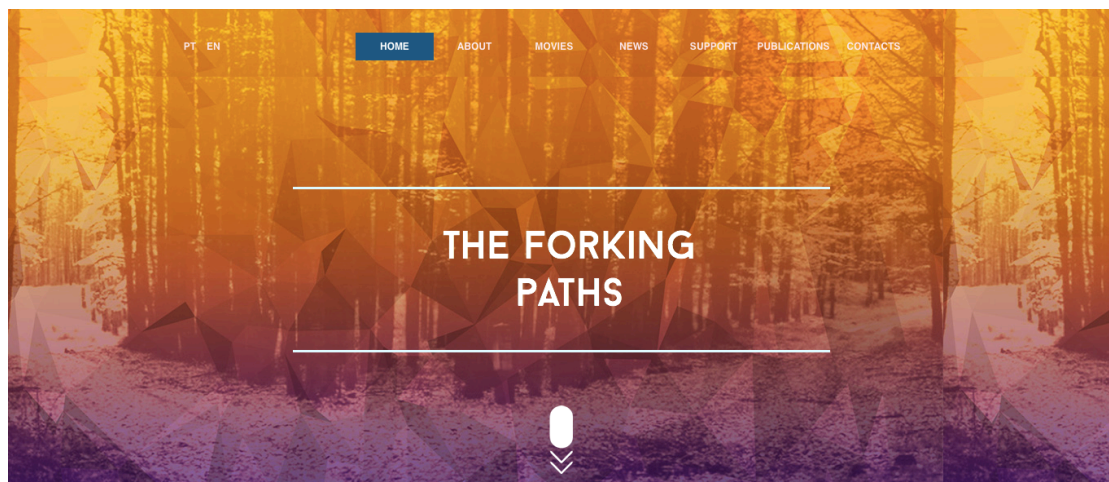 PT EN HOME ABOUT MOVIES NEWS SUPPORT PUBLICATIONS CONTACTS
THE FORKING
PATHS